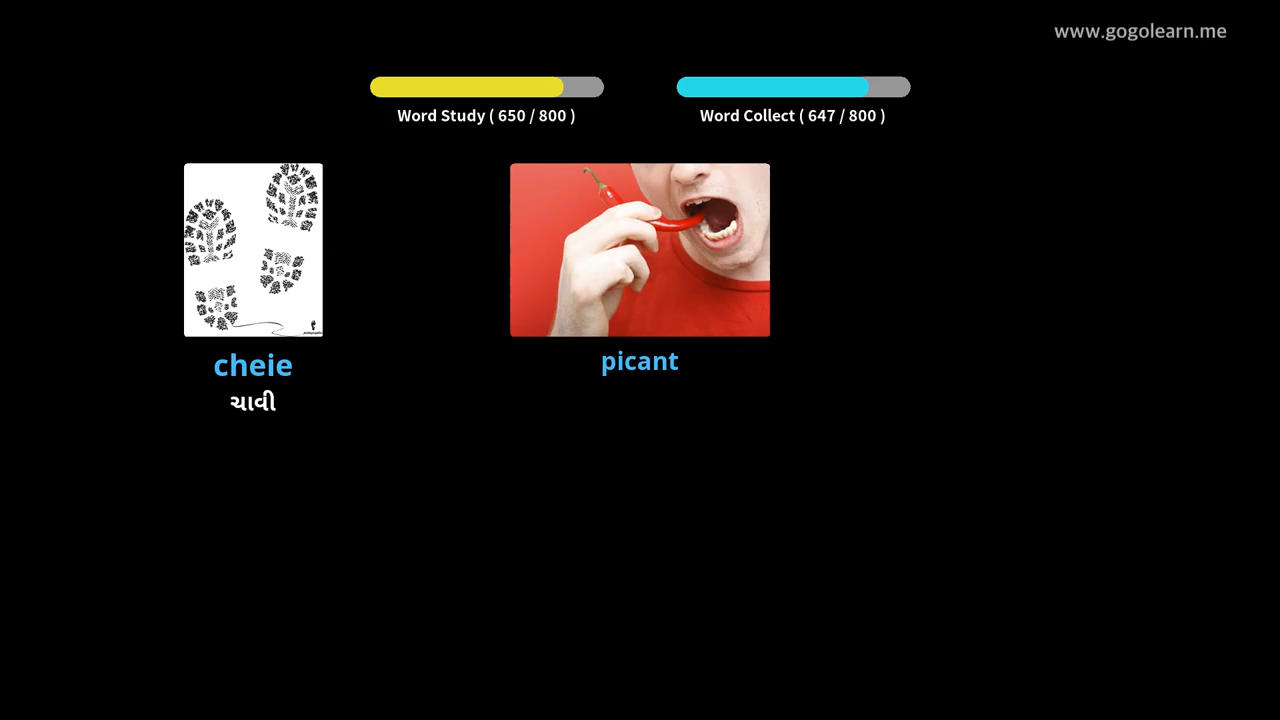 www.gogolearn.me
Word Study ( 650 / 800 )
Word Collect ( 647 / 800 )
cheie
ચાવી
picant